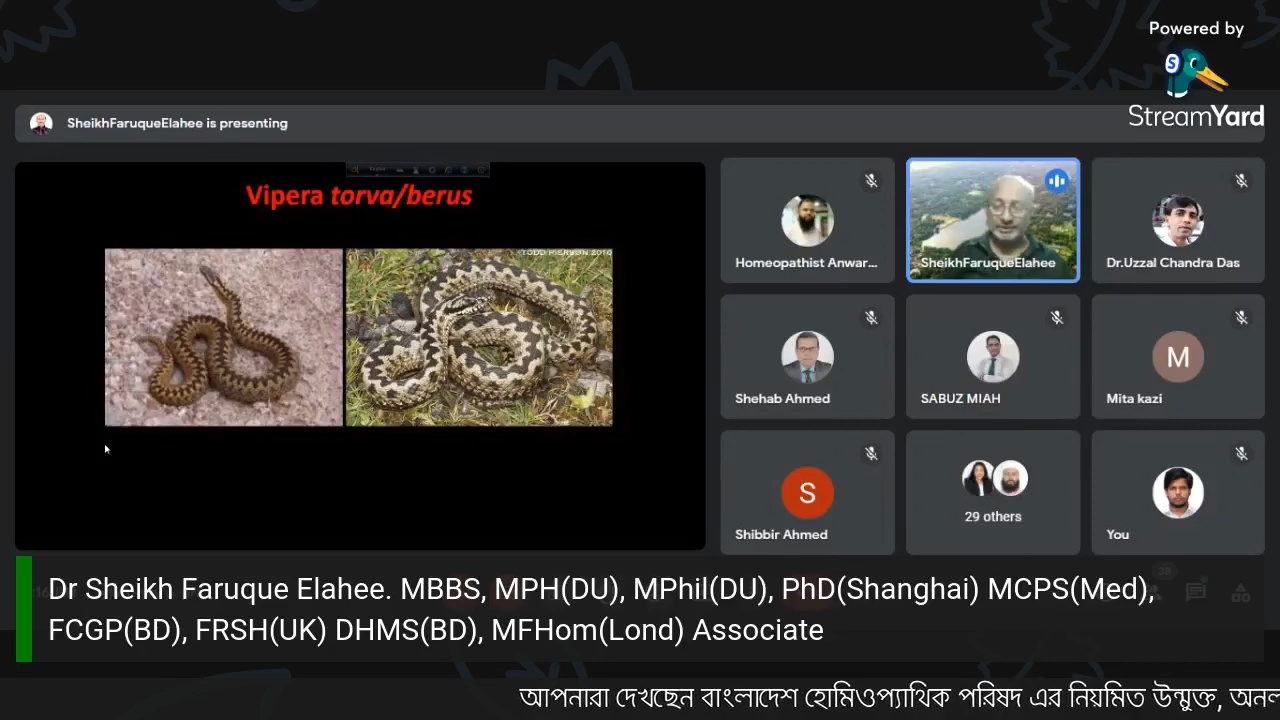 Powered by
StreamYard
SheikhFaruqueElahee is presenting
Vipera torva/berus
TODD PIERSON 2010
Homeopathist Anwar...
SheikhFaruqueElahee
Dr.Uzzal Chandra Das
Shehab Ahmed
SABUZ MIAH
M
Mita kazi
S
Shibbir Ahmed
29 others
You
38
Dr Sheikh Faruque Elahee. MBBS, MPH(DU), MPhil(DU), PhD(Shanghai) MCPS(Med),
FCGP(BD), FRSH(UK) DHMS(BD), MFHom(Lond) Associate
আপনারা দেখছেন বাংলাদেশ হোমিওপ্যাথিক পরিষদ এর নিয়মিত উন্মুক্ত, অনল